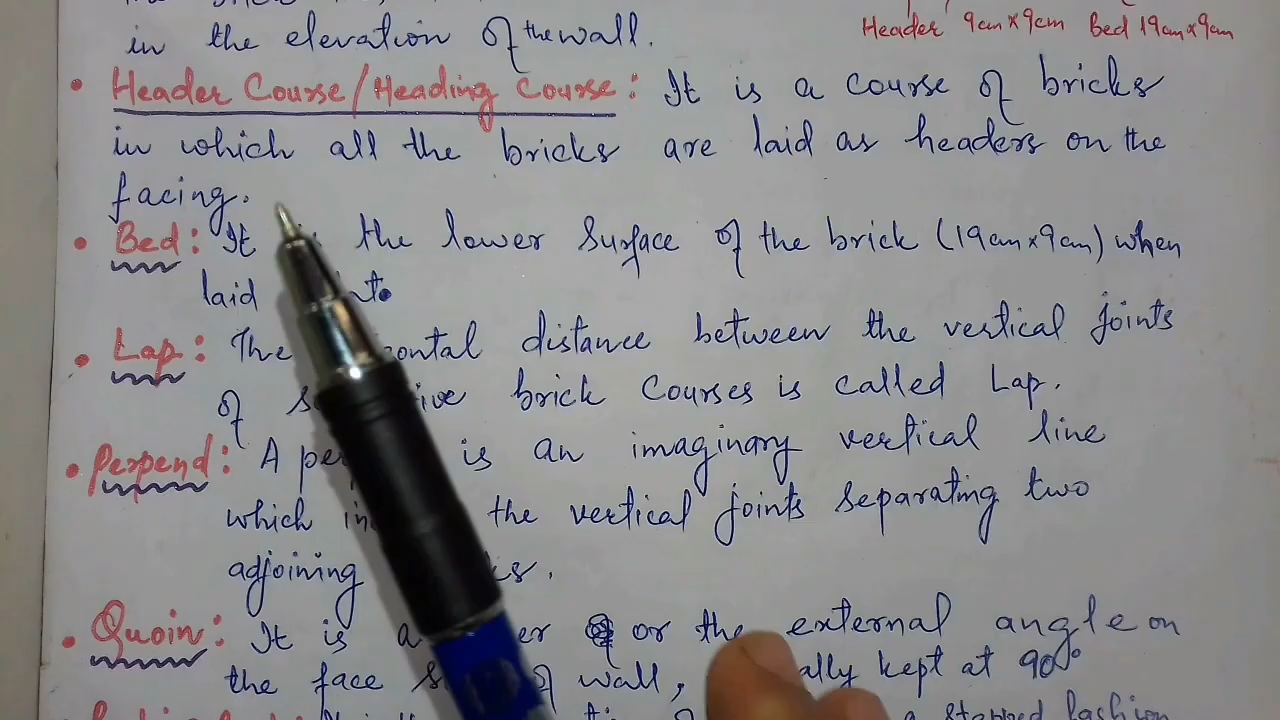 Header 9cm x 9cm Bed 19cm x 9cm
in the elevation of the wall.
• Header Course/Heading Course: It is a course of bricks
in which all the bricks are laid as headers on the
facing.
• Bed: It the lower surface of the brick (19cm x 9cm) when
laid
• Lap: The distance between the vertical joints
of brick courses is called Lap.
• Perpend: A is an imaginary vertical line
which the vertical joints separating two
adjoining
• Quoin: It is a or the external angle on
the face of wall, kept at 90°
a stepped fashion